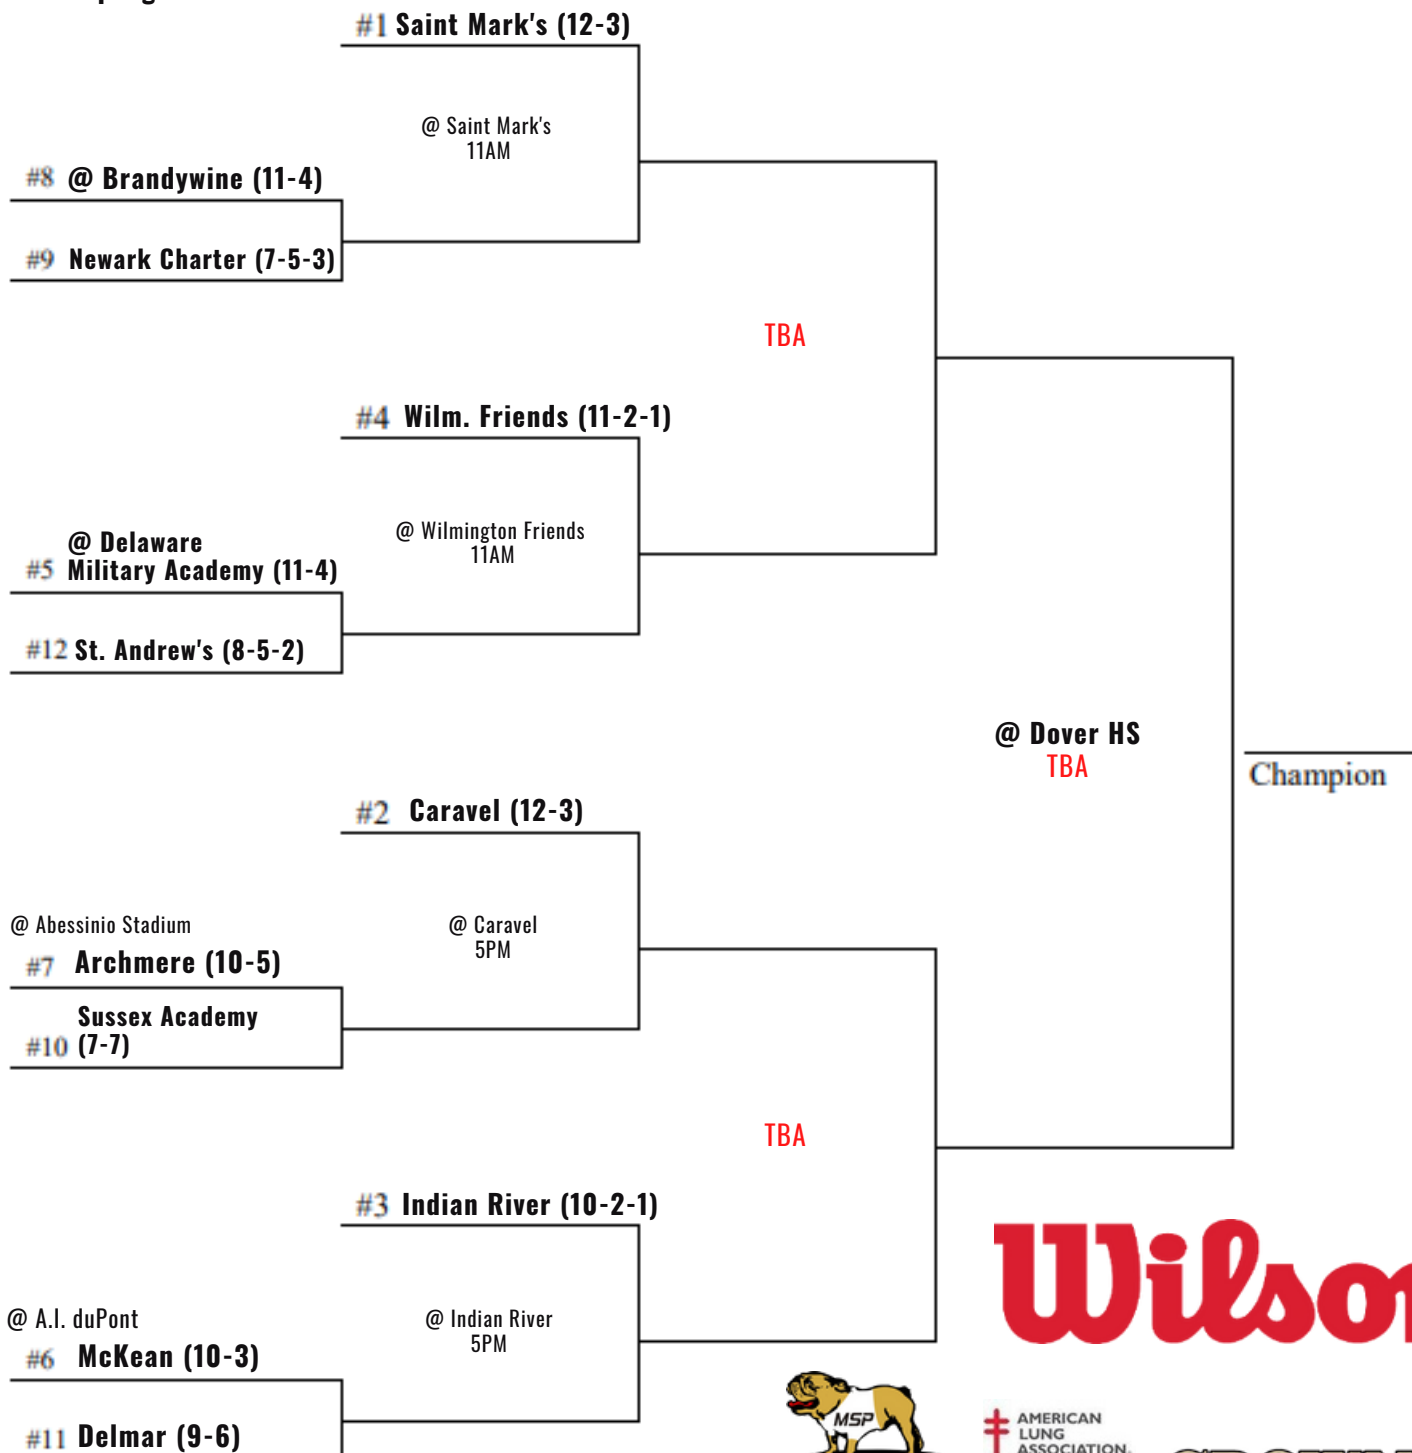 #1 Saint Mark's (12-3)
@ Saint Mark's
11AM
#8 @ Brandywine (11-4)
#9 Newark Charter (7-5-3)
TBA
#4 Wilm. Friends (11-2-1)
@ Wilmington Friends
11AM
@ Delaware
#5 Military Academy (11-4)
#12 St. Andrew's (8-5-2)
@ Dover HS
TBA
Champion
#2 Caravel (12-3)
@ Caravel
5PM
@ Abessinio Stadium
#7 Archmere (10-5)
Sussex Academy
#10 (7-7)
TBA
#3 Indian River (10-2-1)
@ Indian River
5PM
@ A.I. duPont
#6 McKean (10-3)
#11 Delmar (9-6)
Wilson
MSP
AMERICAN
LUNG
ASSOCIATION.